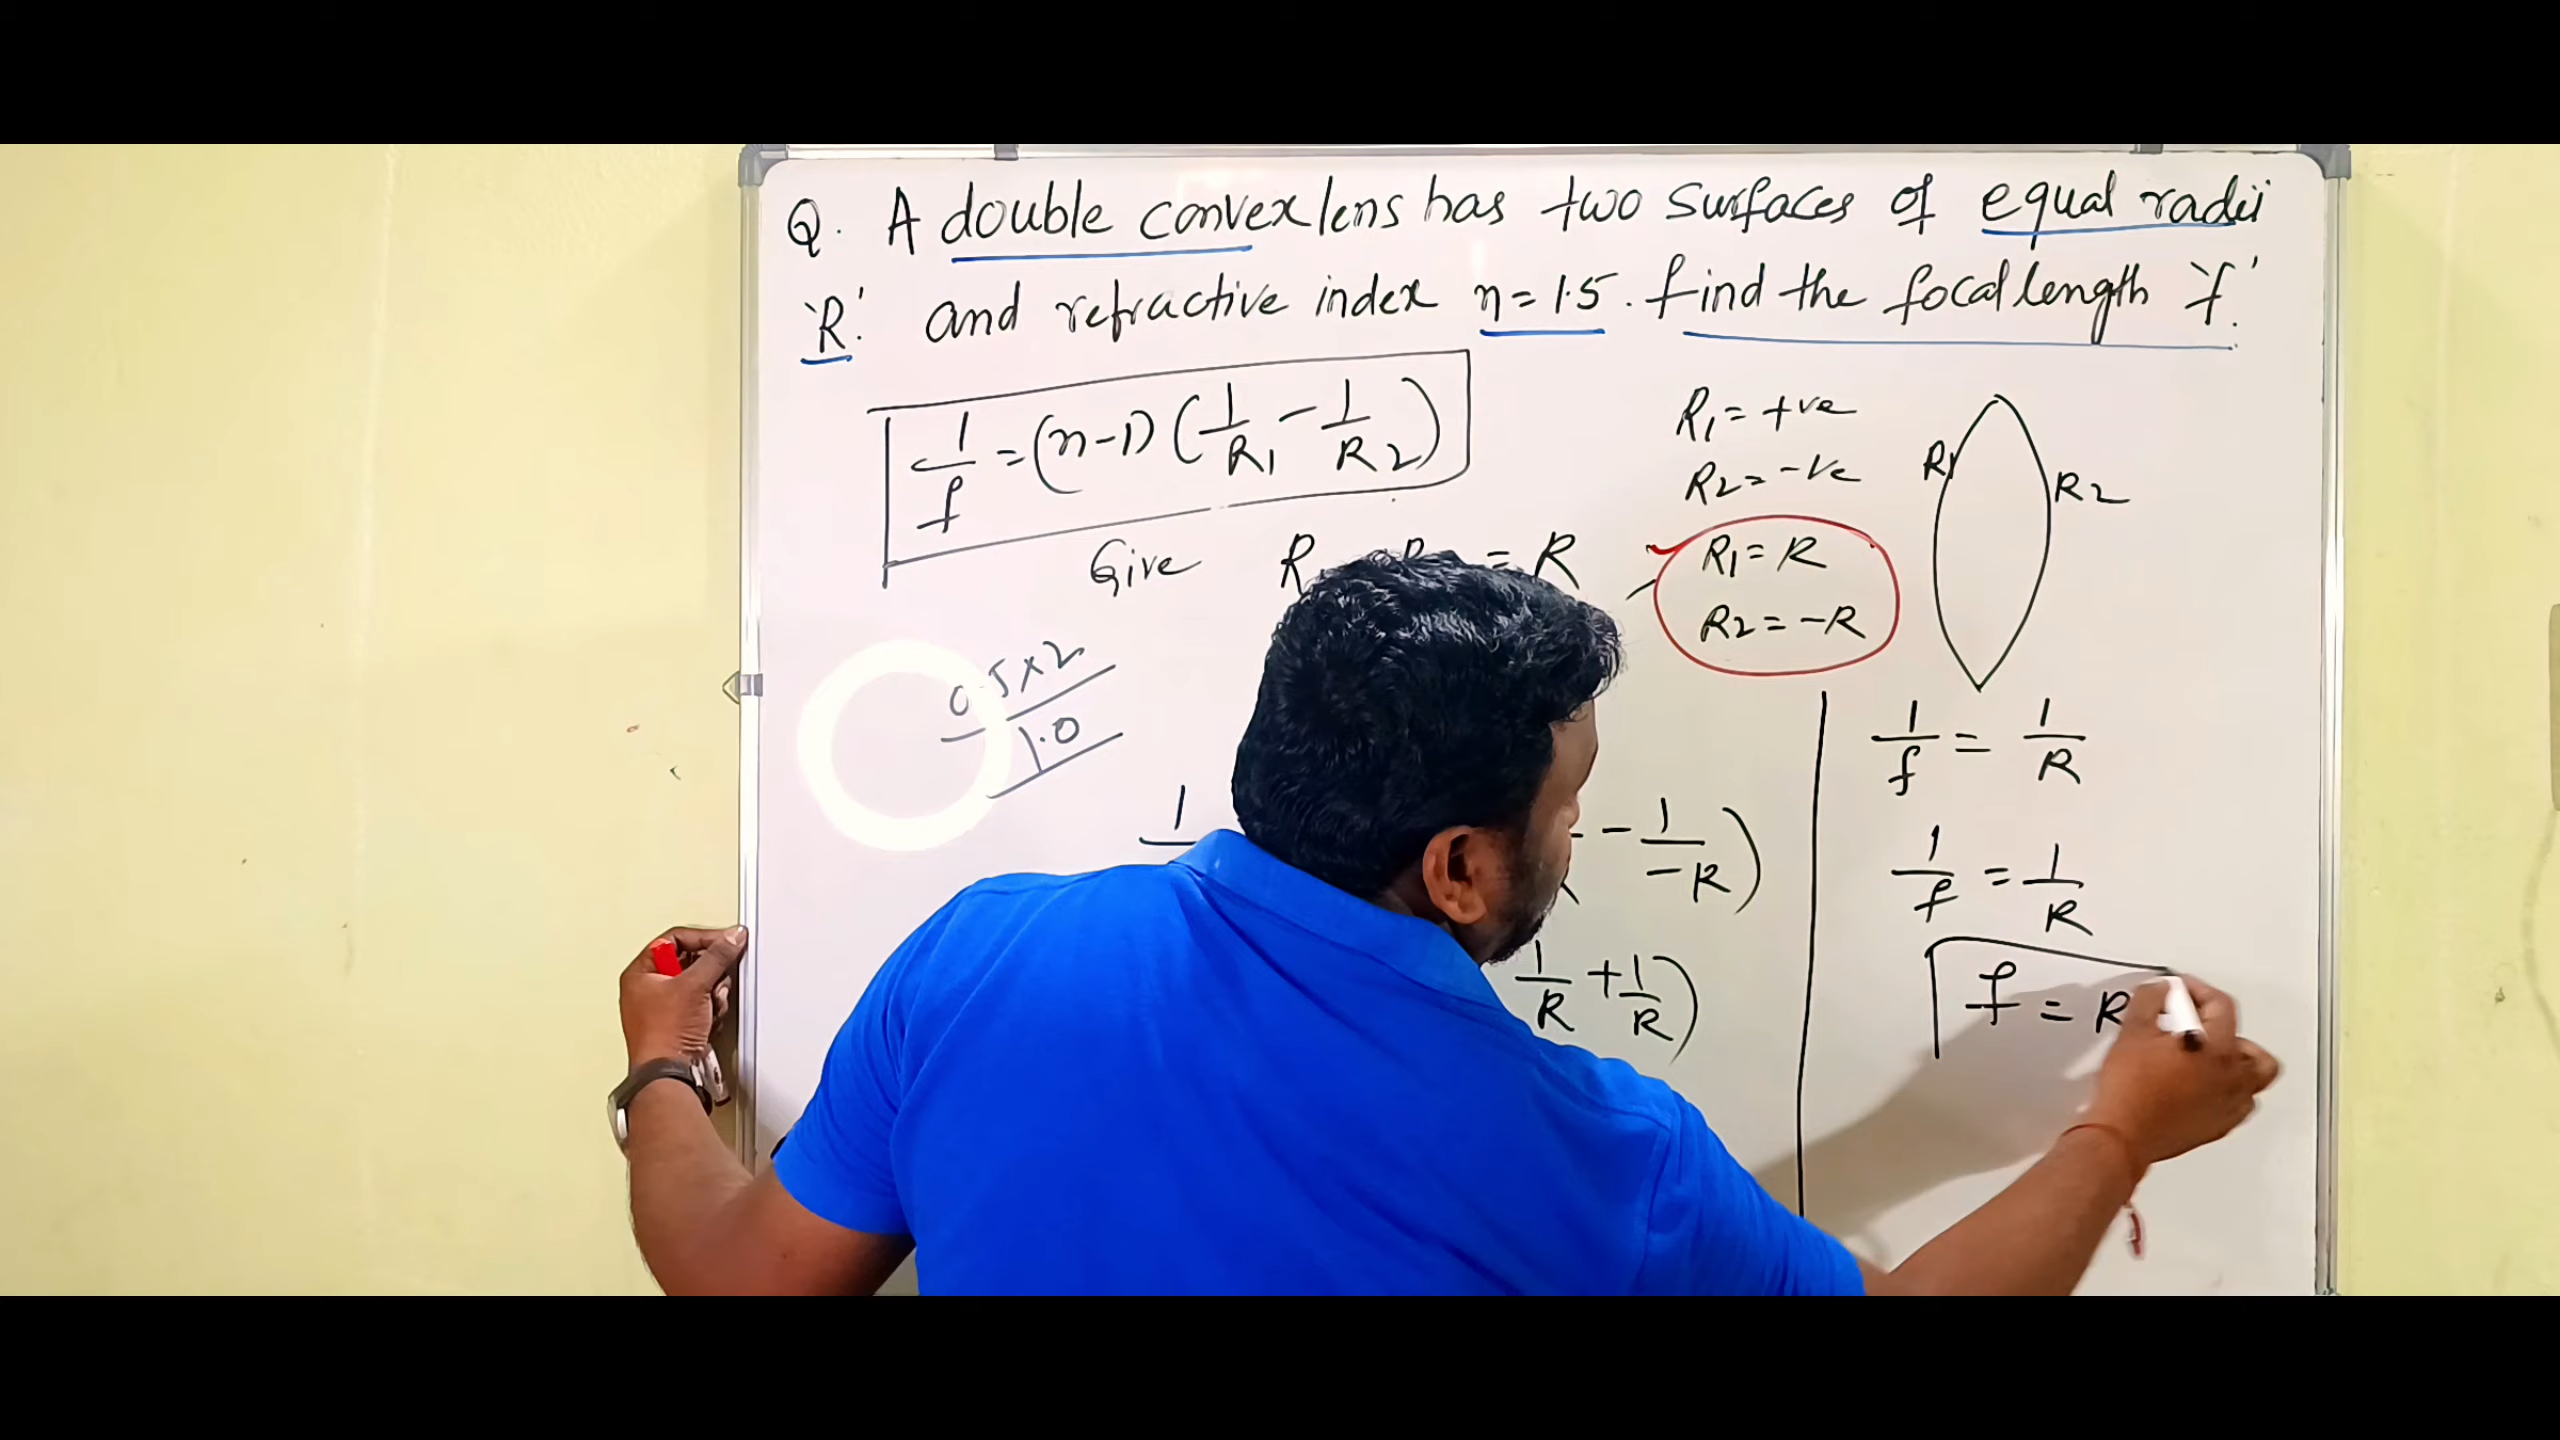 Q. A double convex lens has two surfaces of equal radii
'R'. and refractive index η = 1.5. find the focal length 'f'.
1/f = (n-1) (1/R1 - 1/R2)
R1 = +ve
R2 = -ve
R1
R2
Give R = R
R1 = R
R2 = -R
0.5 x 2
1.0
1/f = 1/R
1
- 1/-R)
1/f = 1/R
1/R + 1/R)
f = R